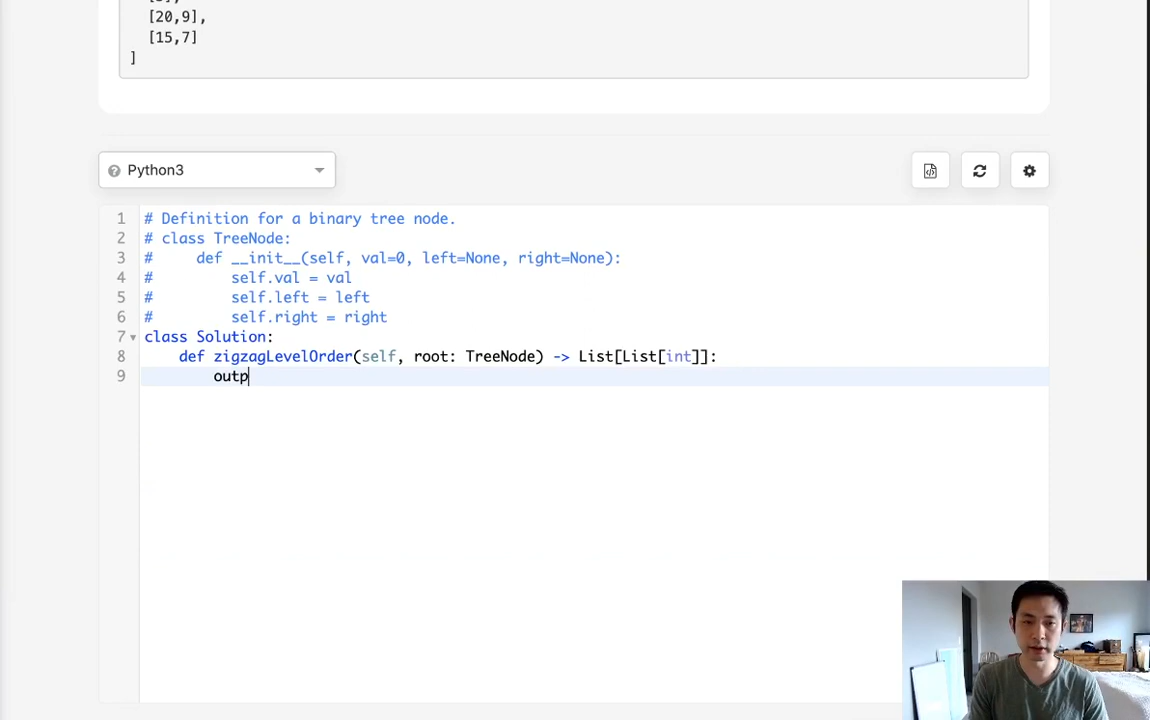 [20,9],
[15,7]
]
Python3
1 # Definition for a binary tree node.
2 # class TreeNode:
3 #     def __init__(self, val=0, left=None, right=None):
4 #         self.val = val
5 #         self.left = left
6 #         self.right = right
7 class Solution:
8     def zigzagLevelOrder(self, root: TreeNode) -> List[List[int]]:
9         outp